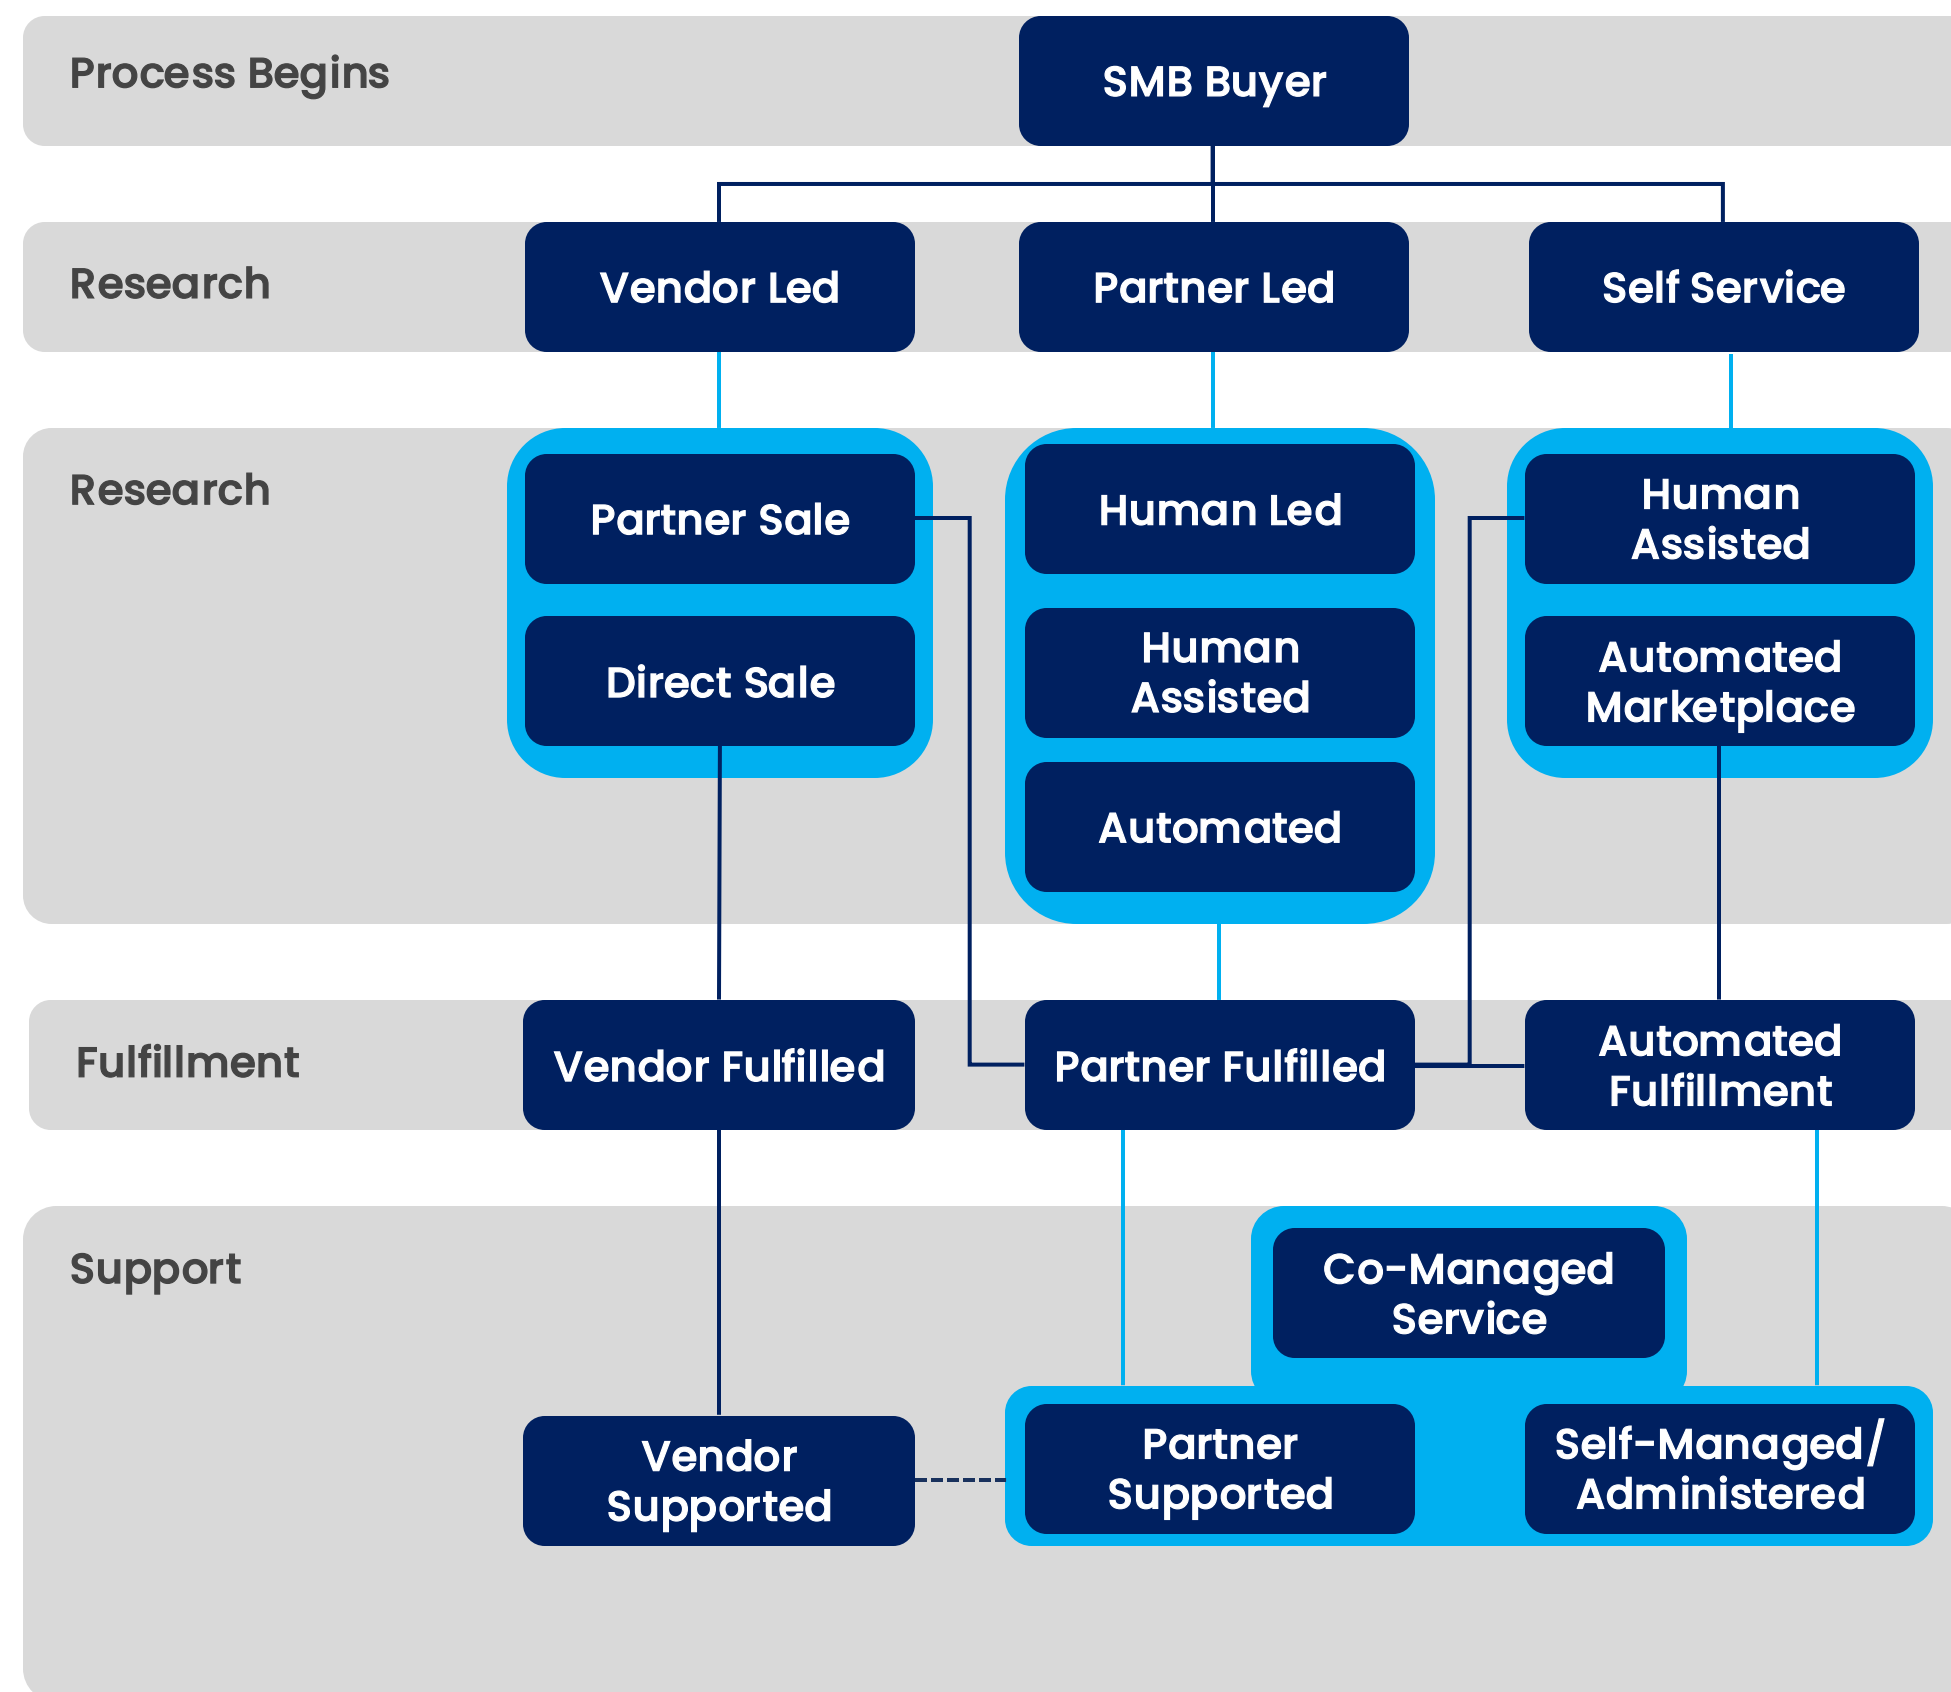 Process Begins
SMB Buyer
Research
Vendor Led
Partner Led
Self Service
Research
Partner Sale
Direct Sale
Human Led
Human
Assisted
Automated
Human
Assisted
Automated
Marketplace
Fulfillment
Vendor Fulfilled
Partner Fulfilled
Automated
Fulfillment
Support
Co-Managed
Service
Vendor
Supported
Partner
Supported
Self-Managed/
Administered